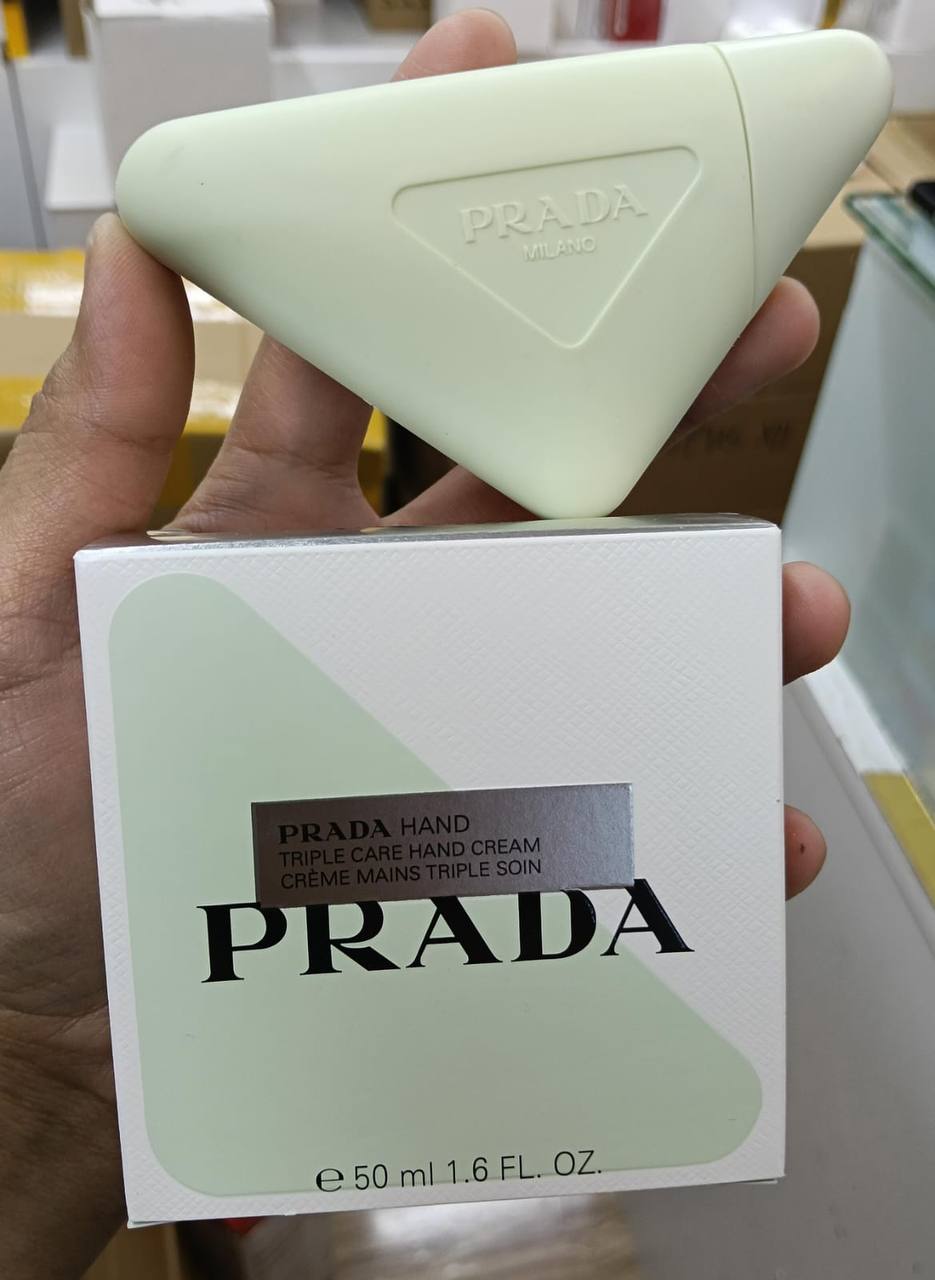 PRADA
MILANO
PRADA HAND
TRIPLE CARE HAND CREAM
CRÈME MAINS TRIPLE SOIN
PRADA
℮ 50 ml 1.6 FL. OZ.